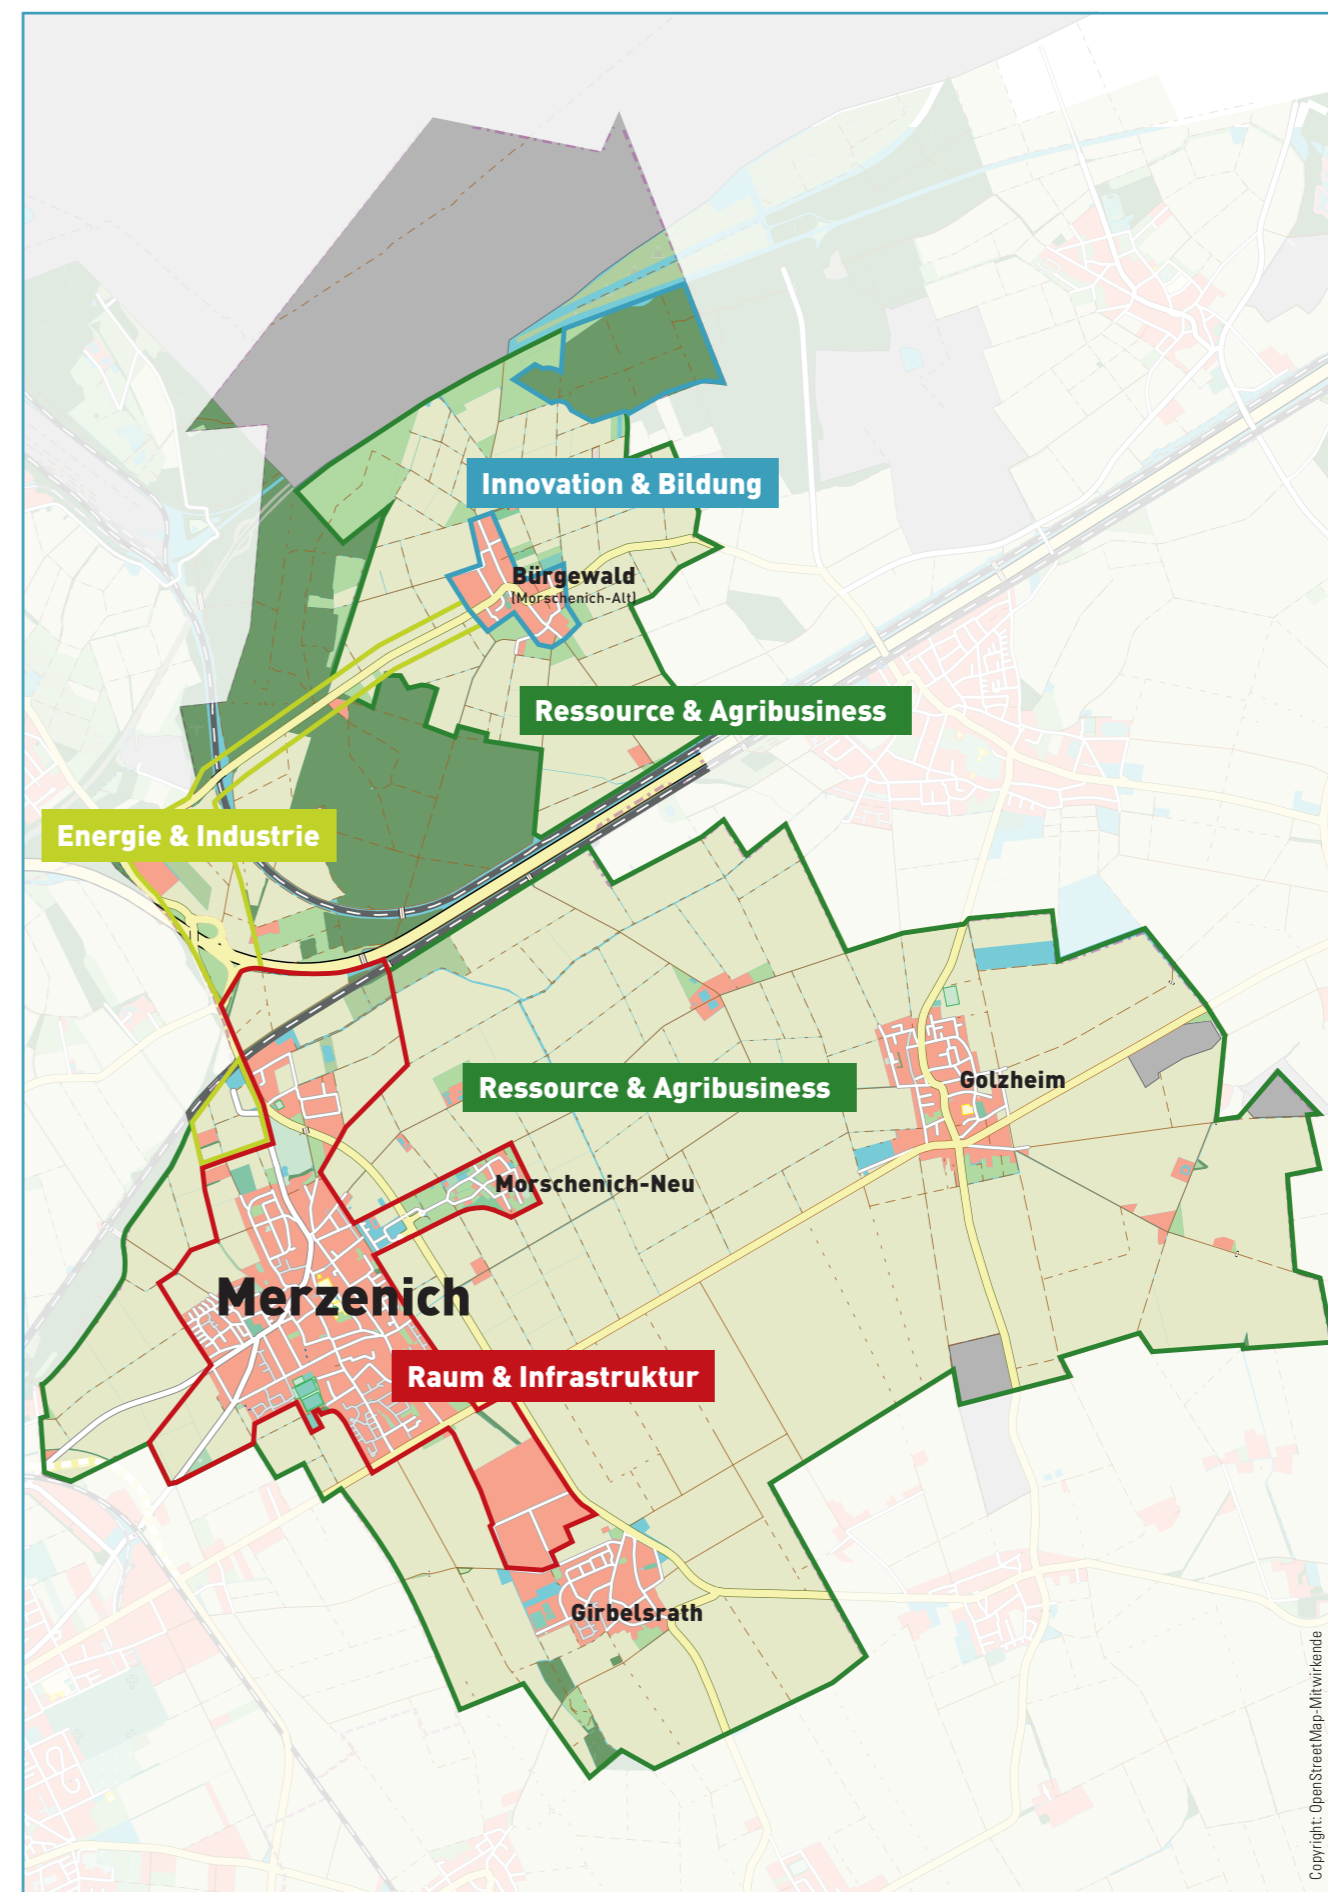 Innovation & Bildung
Bürgewald
(Morschenich-Alt)
Ressource & Agribusiness
Energie & Industrie
Ressource & Agribusiness
Golzheim
Morschenich-Neu
Merzenich
Raum & Infrastruktur
Girbelsrath
Copyright: OpenStreetMap-Mitwirkende